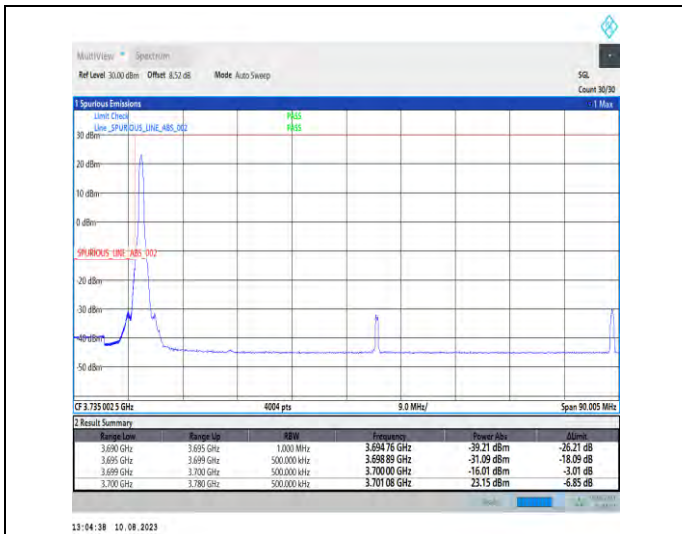 MultiView Spectrum
Ref Level 30.00 dBm Offset 8.52 dB Mode Auto Sweep SGL
Count 30/30
1 Spurious Emissions 1 Max
Limit Check PASS
Line _SPURIOUS_LINE_ABS_002 PASS
30 dBm
20 dBm
10 dBm
0 dBm
_SPURIOUS_LINE_ABS_002
-20 dBm
-30 dBm
-40 dBm
-50 dBm
CF 3.735 002 5 GHz 4004 pts 9.0 MHz/ Span 90.005 MHz
2 Result Summary
Range Low Range Up RBW Frequency Power Abs ΔLimit
3.690 GHz 3.695 GHz 1.000 MHz 3.694 76 GHz -39.21 dBm -26.21 dB
3.695 GHz 3.699 GHz 500.000 kHz 3.698 89 GHz -31.09 dBm -18.09 dB
3.699 GHz 3.700 GHz 500.000 kHz 3.700 00 GHz -16.01 dBm -3.01 dB
3.700 GHz 3.780 GHz 500.000 kHz 3.701 08 GHz 23.15 dBm -6.85 dB
13:04:38 10.08.2023